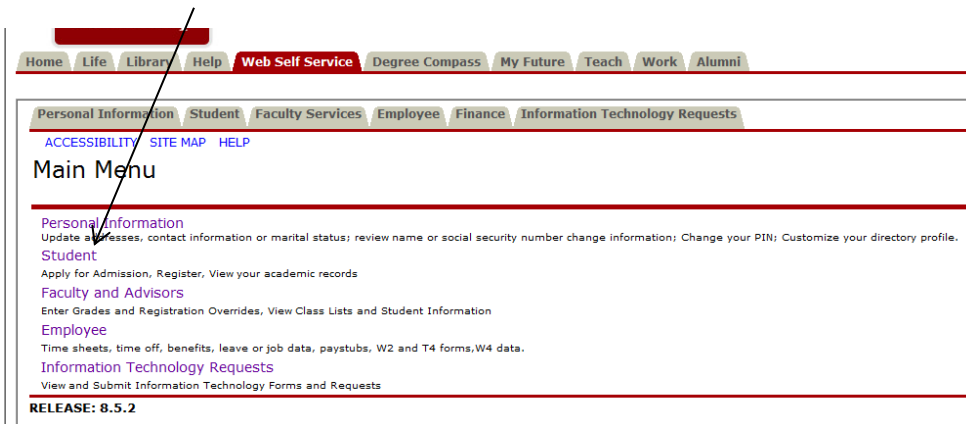 Home Life Library Help Web Self Service Degree Compass My Future Teach Work Alumni
Personal Information Student Faculty Services Employee Finance Information Technology Requests
ACCESSIBILITY SITE MAP HELP
Main Menu
Personal Information
Update addresses, contact information or marital status; review name or social security number change information; Change your PIN; Customize your directory profile.
Student
Apply for Admission, Register, View your academic records
Faculty and Advisors
Enter Grades and Registration Overrides, View Class Lists and Student Information
Employee
Time sheets, time off, benefits, leave or job data, paystubs, W2 and T4 forms,W4 data.
Information Technology Requests
View and Submit Information Technology Forms and Requests
RELEASE: 8.5.2